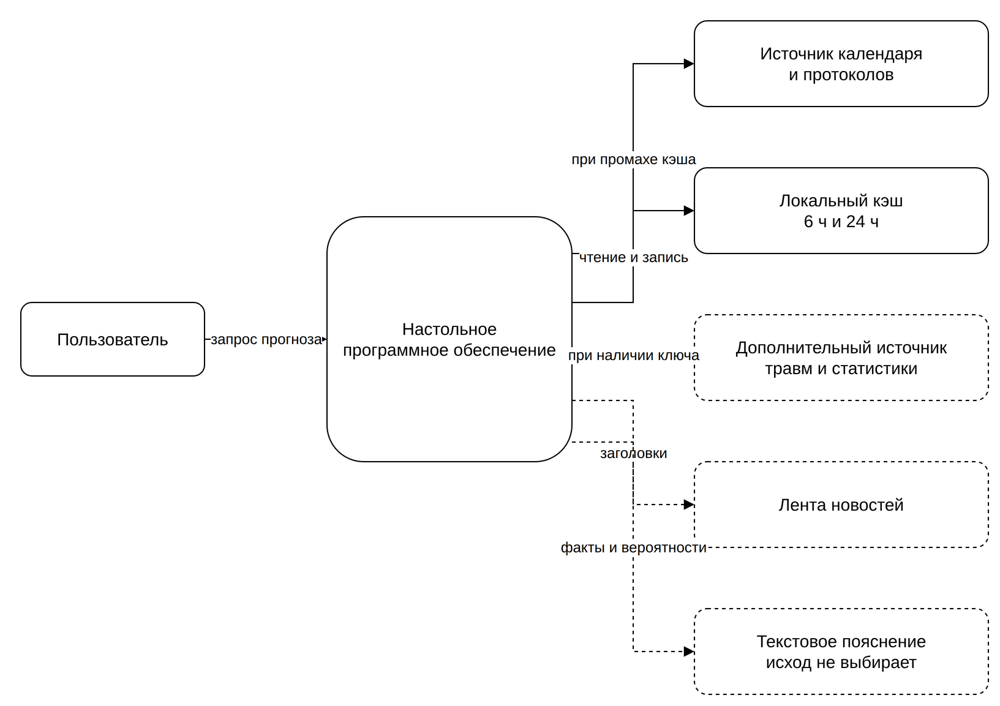 Источник календаря
и протоколов
при промахе кэша
Локальный кэш
6 ч и 24 ч
чтение и запись
Пользователь
запрос прогноза
Настольное
программное обеспечение
при наличии ключа
Дополнительный источник
травм и статистики
заголовки
Лента новостей
факты и вероятности
Текстовое пояснение
исход не выбирает